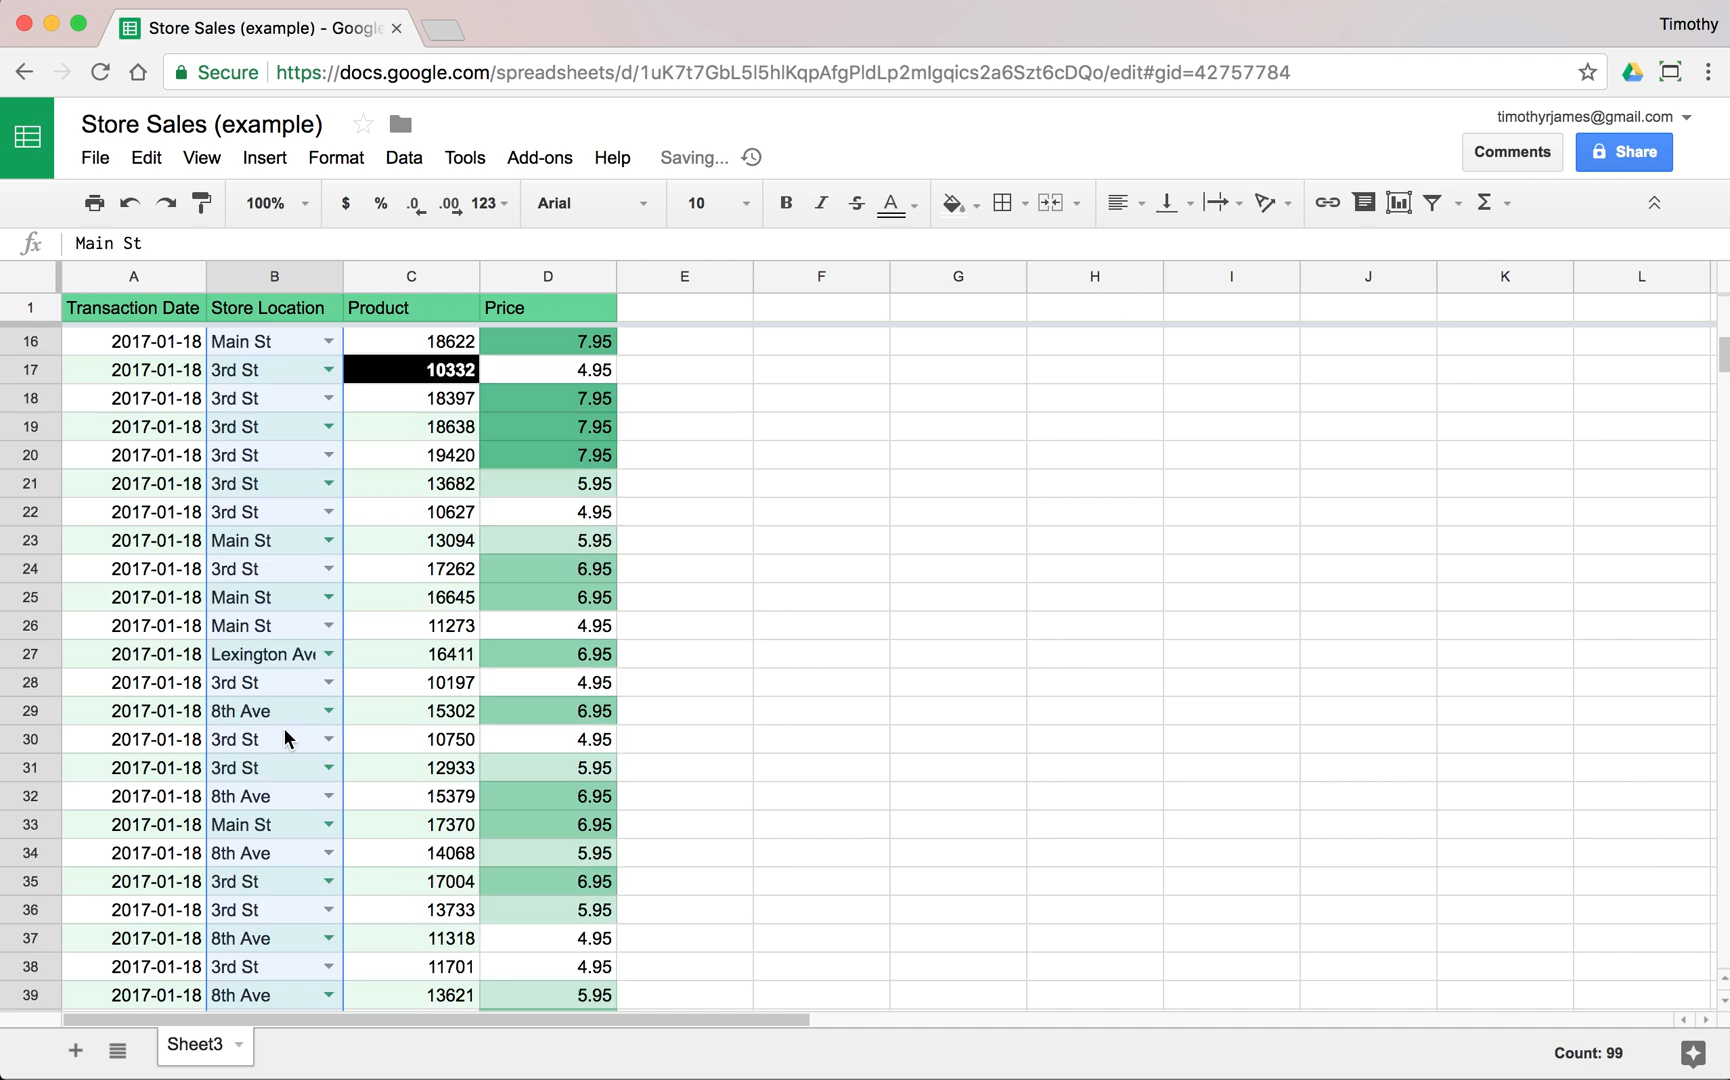 Store Sales (example) - Google
Timothy
Secure https://docs.google.com/spreadsheets/d/1uK7t7GbL5I5hlKqpAfgPldLp2mlgqics2a6Szt6cDQo/edit#gid=42757784
Store Sales (example)
timothyrjames@gmail.com
File Edit View Insert Format Data Tools Add-ons Help Saving...
Comments Share
100% $ % .0 .00 123 Arial 10 B I S A Σ
fx Main St
A B C D E F G H I J K L
1 Transaction Date Store Location Product Price
16 2017-01-18 Main St 18622 7.95
17 2017-01-18 3rd St 10332 4.95
18 2017-01-18 3rd St 18397 7.95
19 2017-01-18 3rd St 18638 7.95
20 2017-01-18 3rd St 19420 7.95
21 2017-01-18 3rd St 13682 5.95
22 2017-01-18 3rd St 10627 4.95
23 2017-01-18 Main St 13094 5.95
24 2017-01-18 3rd St 17262 6.95
25 2017-01-18 Main St 16645 6.95
26 2017-01-18 Main St 11273 4.95
27 2017-01-18 Lexington Ave 16411 6.95
28 2017-01-18 3rd St 10197 4.95
29 2017-01-18 8th Ave 15302 6.95
30 2017-01-18 3rd St 10750 4.95
31 2017-01-18 3rd St 12933 5.95
32 2017-01-18 8th Ave 15379 6.95
33 2017-01-18 Main St 17370 6.95
34 2017-01-18 8th Ave 14068 5.95
35 2017-01-18 3rd St 17004 6.95
36 2017-01-18 3rd St 13733 5.95
37 2017-01-18 8th Ave 11318 4.95
38 2017-01-18 3rd St 11701 4.95
39 2017-01-18 8th Ave 13621 5.95
Sheet3
Count: 99